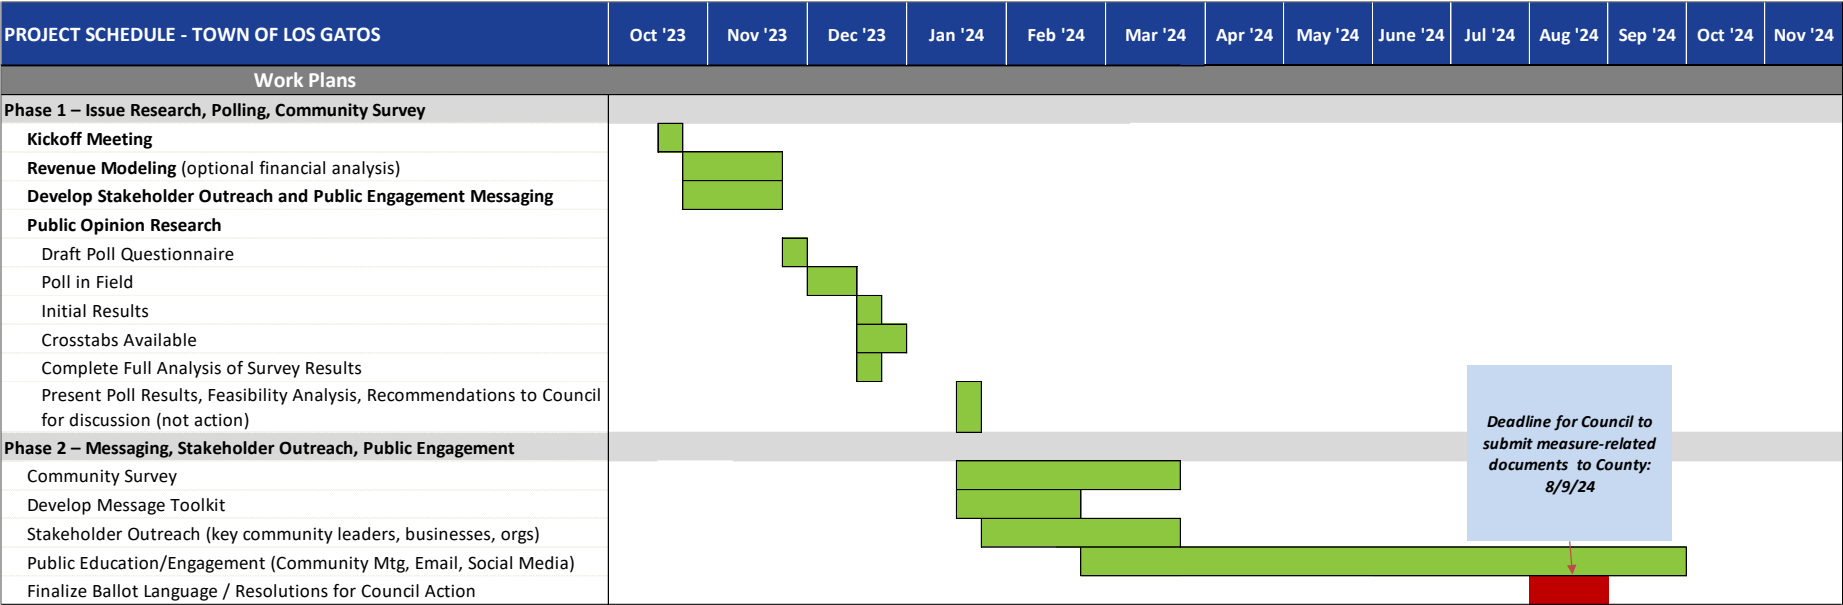 PROJECT SCHEDULE - TOWN OF LOS GATOS Oct '23 Nov '23 Dec '23 Jan '24 Feb '24 Mar '24 Apr '24 May '24 June '24 Jul '24 Aug '24 Sep '24 Oct '24 Nov '24
Work Plans
Phase 1 – Issue Research, Polling, Community Survey
Kickoff Meeting
Revenue Modeling (optional financial analysis)
Develop Stakeholder Outreach and Public Engagement Messaging
Public Opinion Research
Draft Poll Questionnaire
Poll in Field
Initial Results
Crosstabs Available
Complete Full Analysis of Survey Results
Present Poll Results, Feasibility Analysis, Recommendations to Council
for discussion (not action)
Phase 2 – Messaging, Stakeholder Outreach, Public Engagement
Community Survey
Develop Message Toolkit
Stakeholder Outreach (key community leaders, businesses, orgs)
Public Education/Engagement (Community Mtg, Email, Social Media)
Finalize Ballot Language / Resolutions for Council Action
Deadline for Council to
submit measure-related
documents to County:
8/9/24